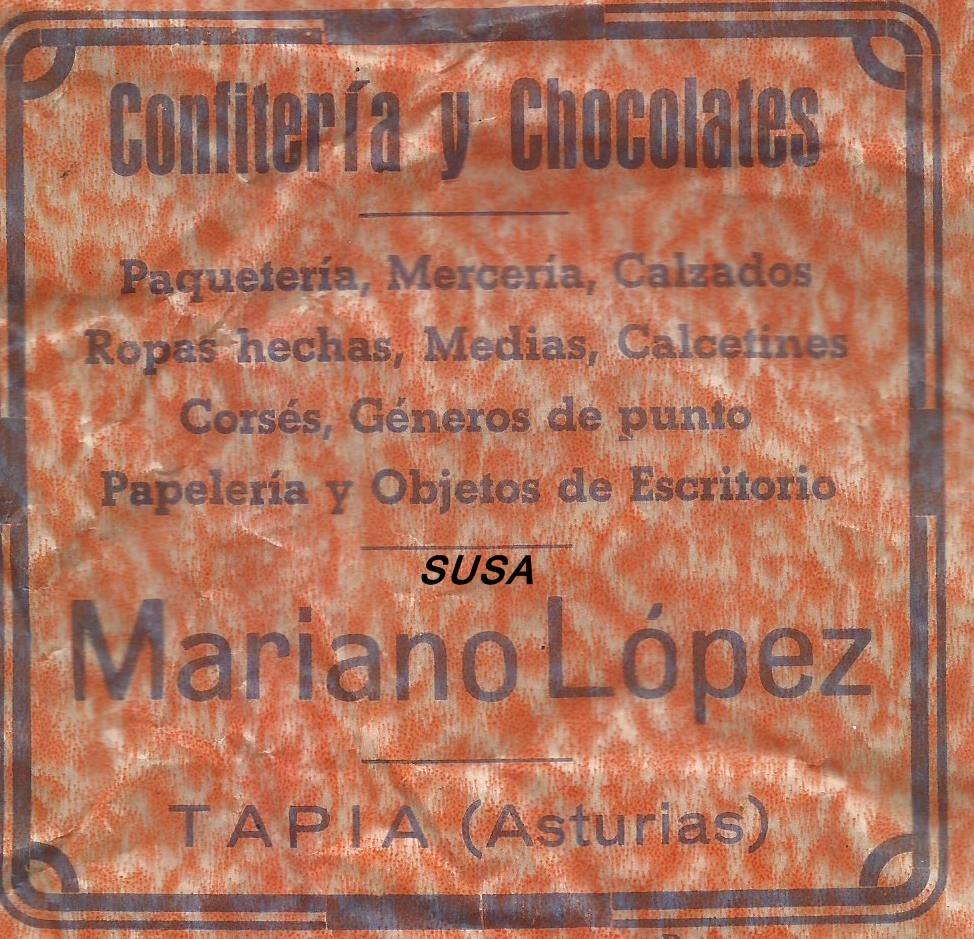 Confitería y Chocolates
Paquetería, Mercería, Calzados
Ropas hechas, Medias, Calcetines
Corsés, Géneros de punto
Papelería y Objetos de Escritorio
SUSA
Mariano López
TAPIA (Asturias)